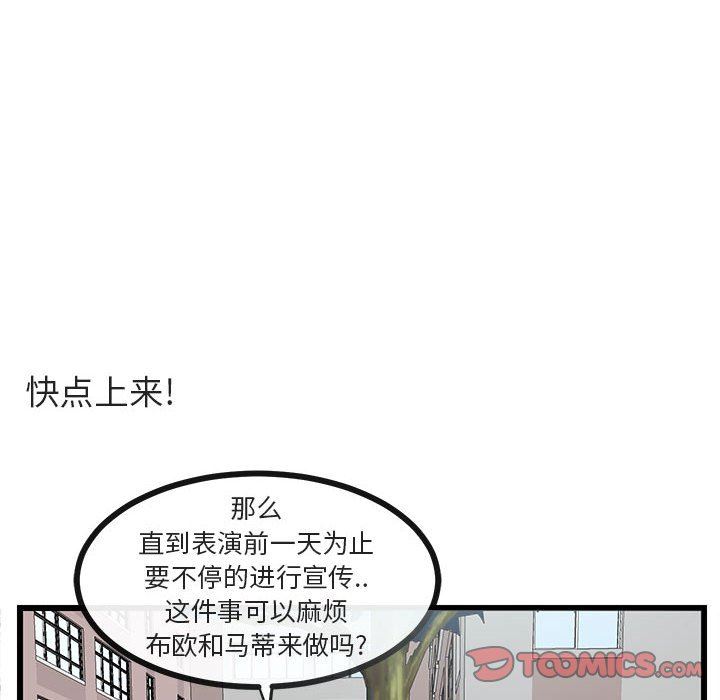 快点上来!
那么
直到表演前一天为止
要不停的进行宣传..
这件事可以麻烦
布欧和马蒂来做吗?
TOOMICS.COM